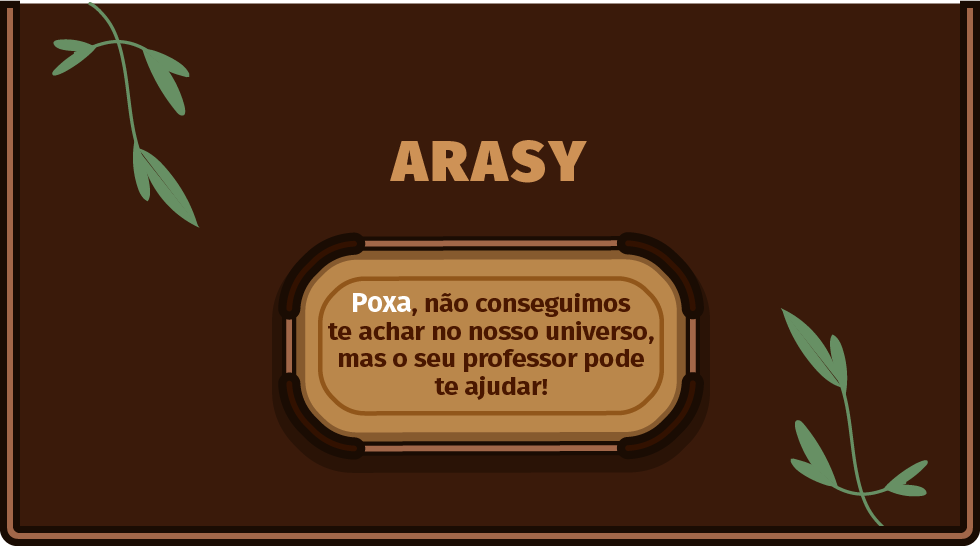 ARASY
Poxa, não conseguimos
te achar no nosso universo,
mas o seu professor pode
te ajudar!